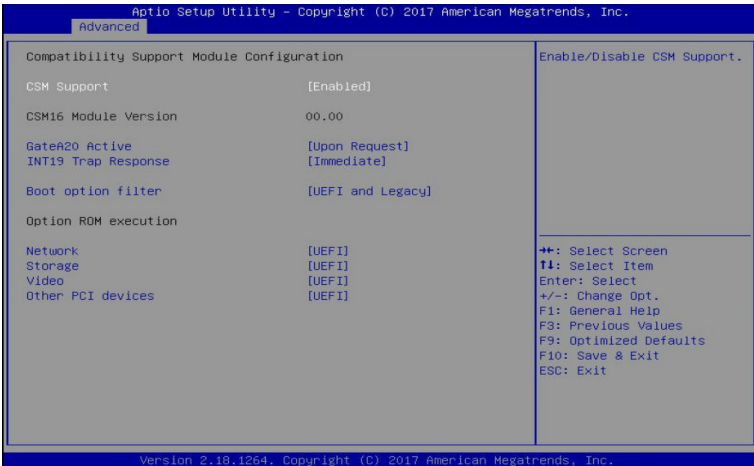 Aptio Setup Utility – Copyright (C) 2017 American Megatrends, Inc.
Advanced
Compatibility Support Module Configuration
CSM Support [Enabled]
CSM16 Module Version 00.00
GateA20 Active [Upon Request]
INT19 Trap Response [Immediate]
Boot option filter [UEFI and Legacy]
Option ROM execution
Network [UEFI]
Storage [UEFI]
Video [UEFI]
Other PCI devices [UEFI]
Enable/Disable CSM Support.
→←: Select Screen
↑↓: Select Item
Enter: Select
+/-: Change Opt.
F1: General Help
F3: Previous Values
F9: Optimized Defaults
F10: Save & Exit
ESC: Exit
Version 2.18.1264. Copyright (C) 2017 American Megatrends, Inc.